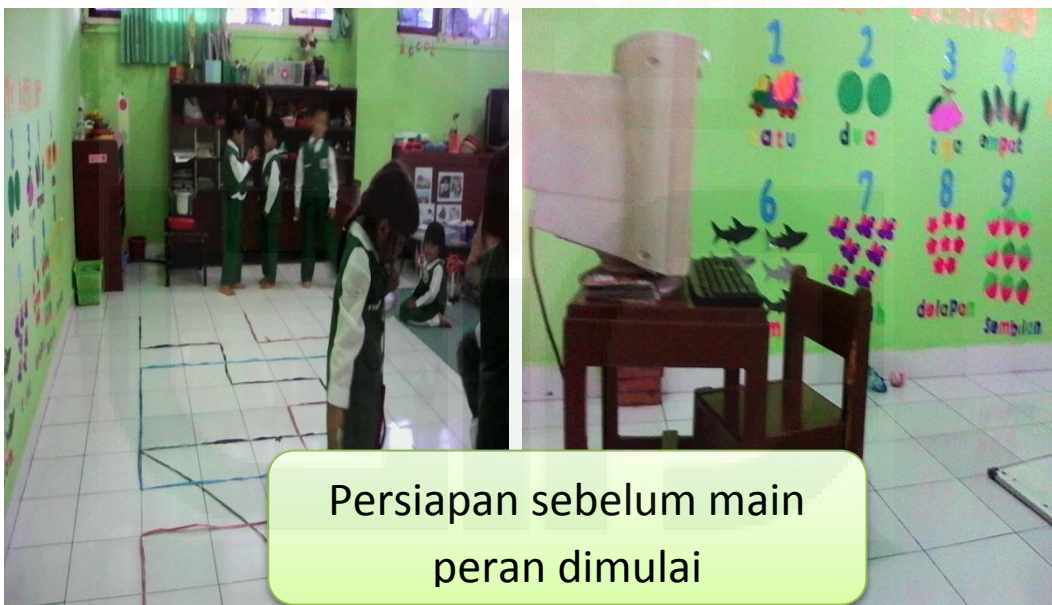 1
2
3
4
satu
dua
tiga
empat
6
7
8
9
delapan
Sembilan
Persiapan sebelum main
peran dimulai